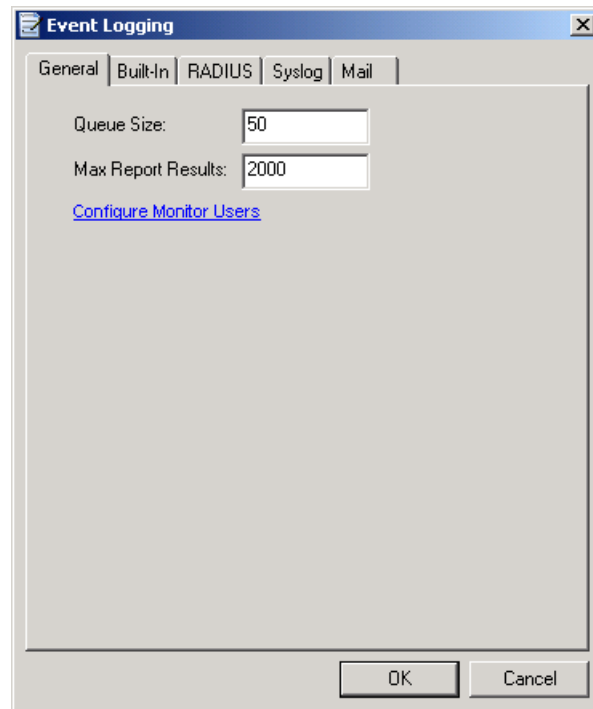 Event Logging
General Built-In RADIUS Syslog Mail
Queue Size: 50
Max Report Results: 2000
Configure Monitor Users
OK Cancel